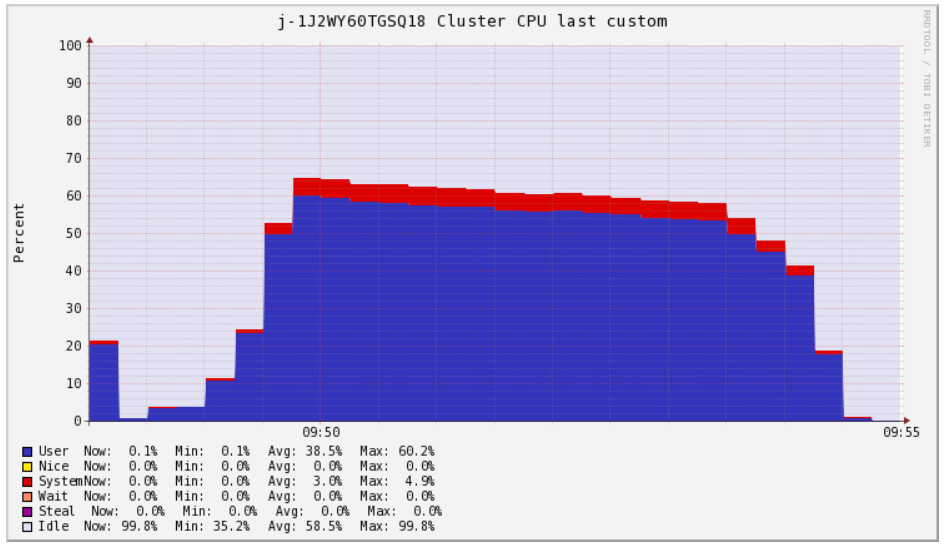 j-1J2WY60TGSQ18 Cluster CPU last custom
RRDTOOL / TOBI OETIKER
100
90
80
70
60
50
40
30
20
10
0
Percent
09:50 09:55
User Now: 0.1% Min: 0.1% Avg: 38.5% Max: 60.2%
Nice Now: 0.0% Min: 0.0% Avg: 0.0% Max: 0.0%
System Now: 0.0% Min: 0.0% Avg: 3.0% Max: 4.9%
Wait Now: 0.0% Min: 0.0% Avg: 0.0% Max: 0.0%
Steal Now: 0.0% Min: 0.0% Avg: 0.0% Max: 0.0%
Idle Now: 99.8% Min: 35.2% Avg: 58.5% Max: 99.8%